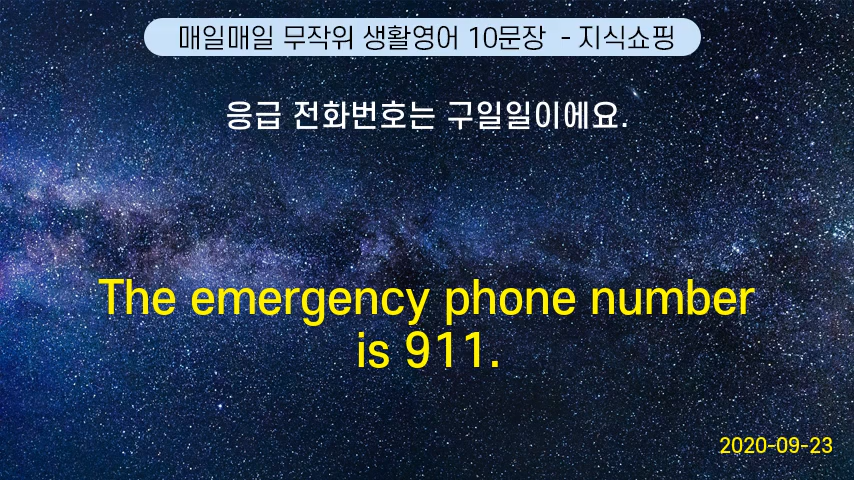 매일매일 무작위 생활영어 10문장 - 지식쇼핑
응급 전화번호는 구일일이에요.
The emergency phone number
is 911.
2020-09-23